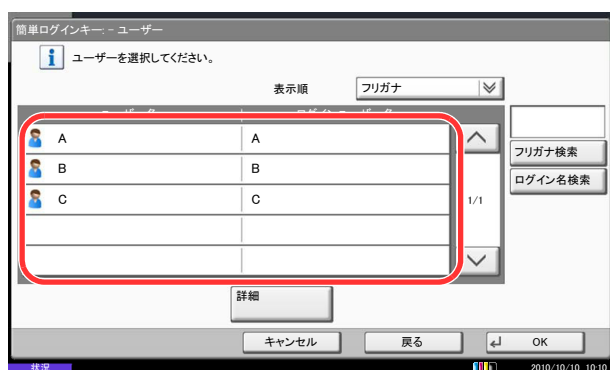 簡単ログインキー: - ユーザー
ユーザーを選択してください。
表示順 フリガナ
A A
B B
C C
1/1
フリガナ検索
ログイン名検索
詳細
キャンセル 戻る OK
状況 2010/10/10 10:10